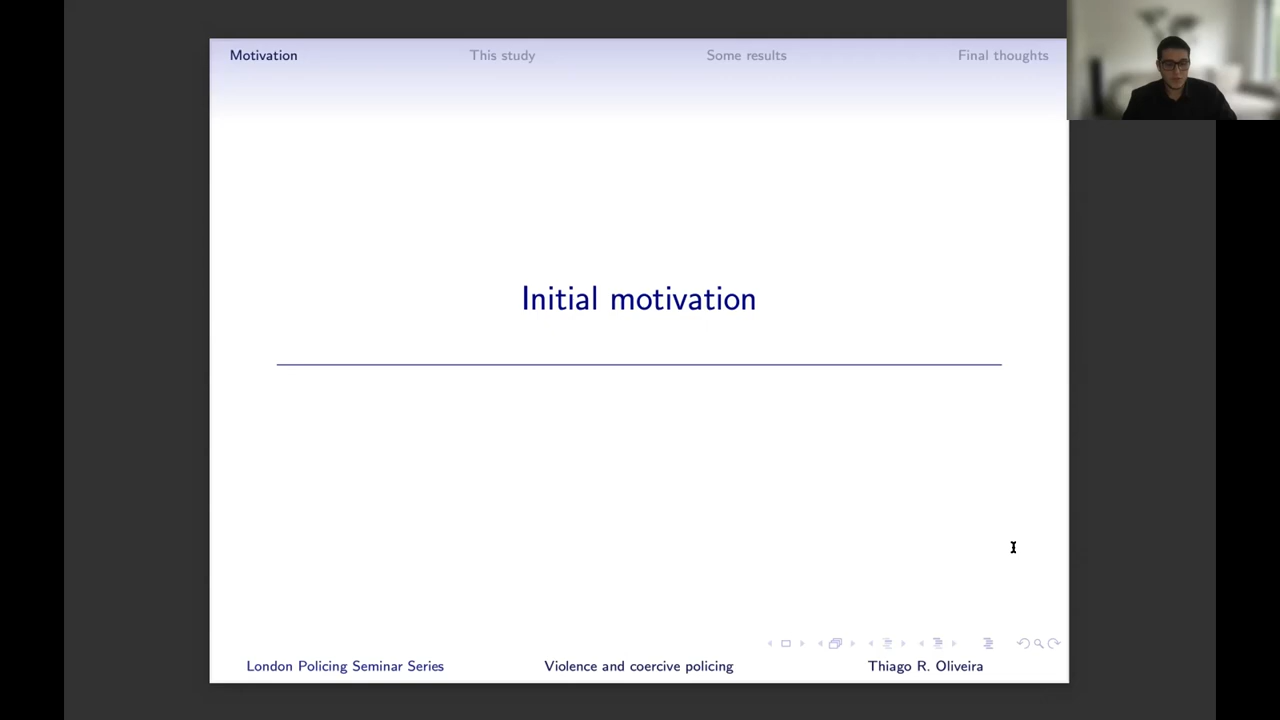 Motivation This study Some results Final thoughts
Initial motivation
London Policing Seminar Series Violence and coercive policing Thiago R. Oliveira